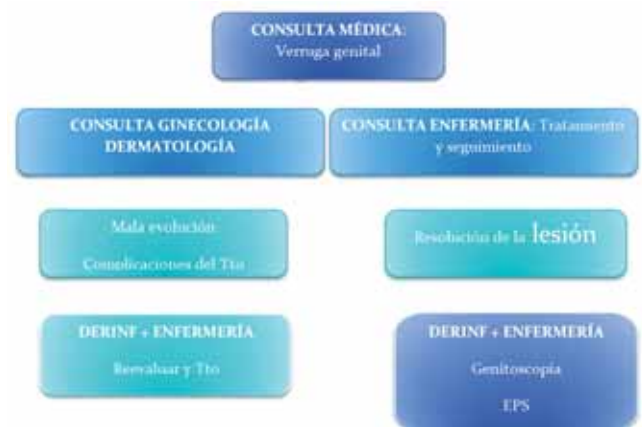 CONSULTA MÉDICA:
Verruga genital
CONSULTA GINECOLOGÍA
DERMATOLOGÍA
CONSULTA ENFERMERÍA: Tratamiento
y seguimiento
Mala evolución:
Complicaciones del Tto
Resolución de la lesión
DERINF + ENFERMERÍA
Reevaluar y Tto
DERINF + ENFERMERÍA
Genitoscopia
EPS